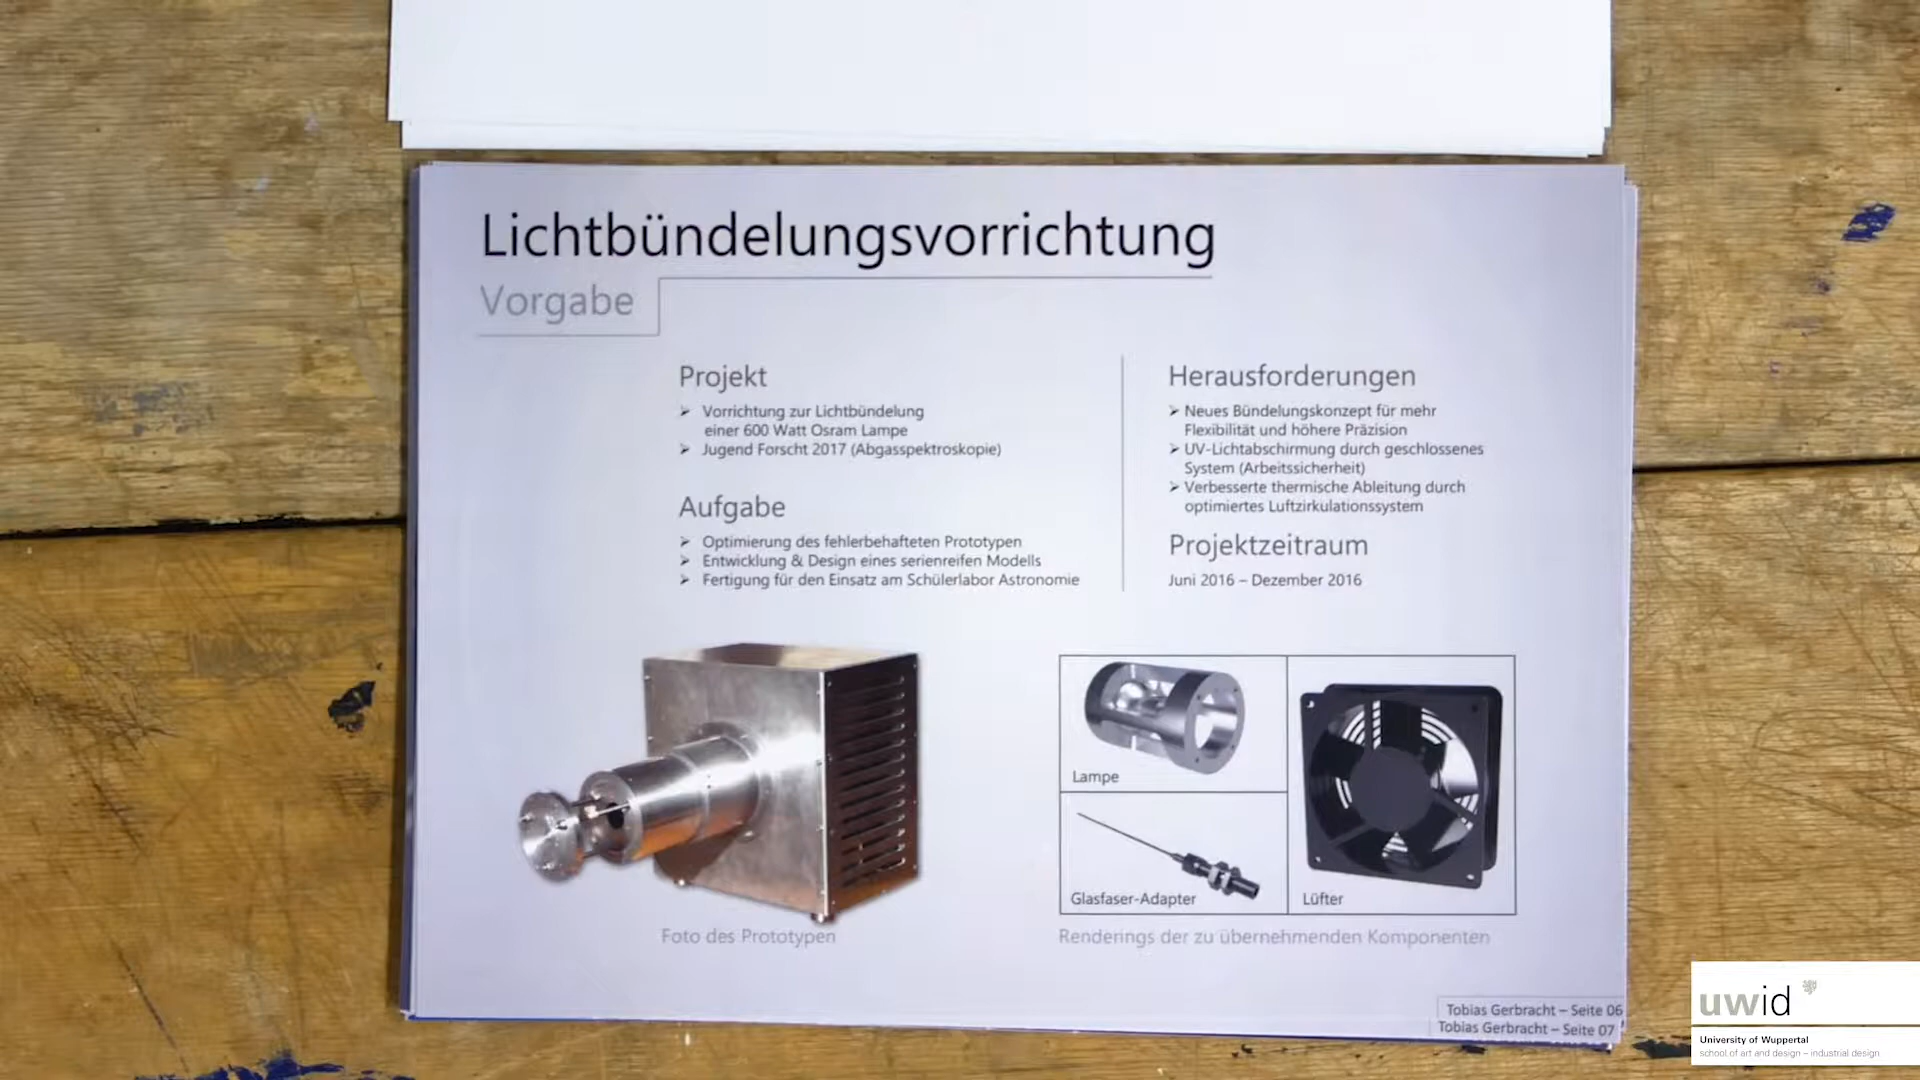 Lichtbündelungsvorrichtung
Vorgabe
Projekt
➢ Vorrichtung zur Lichtbündelung
einer 600 Watt Osram Lampe
➢ Jugend Forscht 2017 (Abgasspektroskopie)
Aufgabe
➢ Optimierung des fehlerbehafteten Prototypen
➢ Entwicklung & Design eines serienreifen Modells
➢ Fertigung für den Einsatz am Schülerlabor Astronomie
Herausforderungen
➢ Neues Bündelungskonzept für mehr
Flexibilität und höhere Präzision
➢ UV-Lichtabschirmung durch geschlossenes
System (Arbeitssicherheit)
➢ Verbesserte thermische Ableitung durch
optimiertes Luftzirkulationssystem
Projektzeitraum
Juni 2016 – Dezember 2016
Foto des Prototypen
Lampe
Glasfaser-Adapter
Lüfter
Renderings der zu übernehmenden Komponenten
Tobias Gerbracht – Seite 06
Tobias Gerbracht – Seite 07
uwid
University of Wuppertal
school of art and design – industrial design